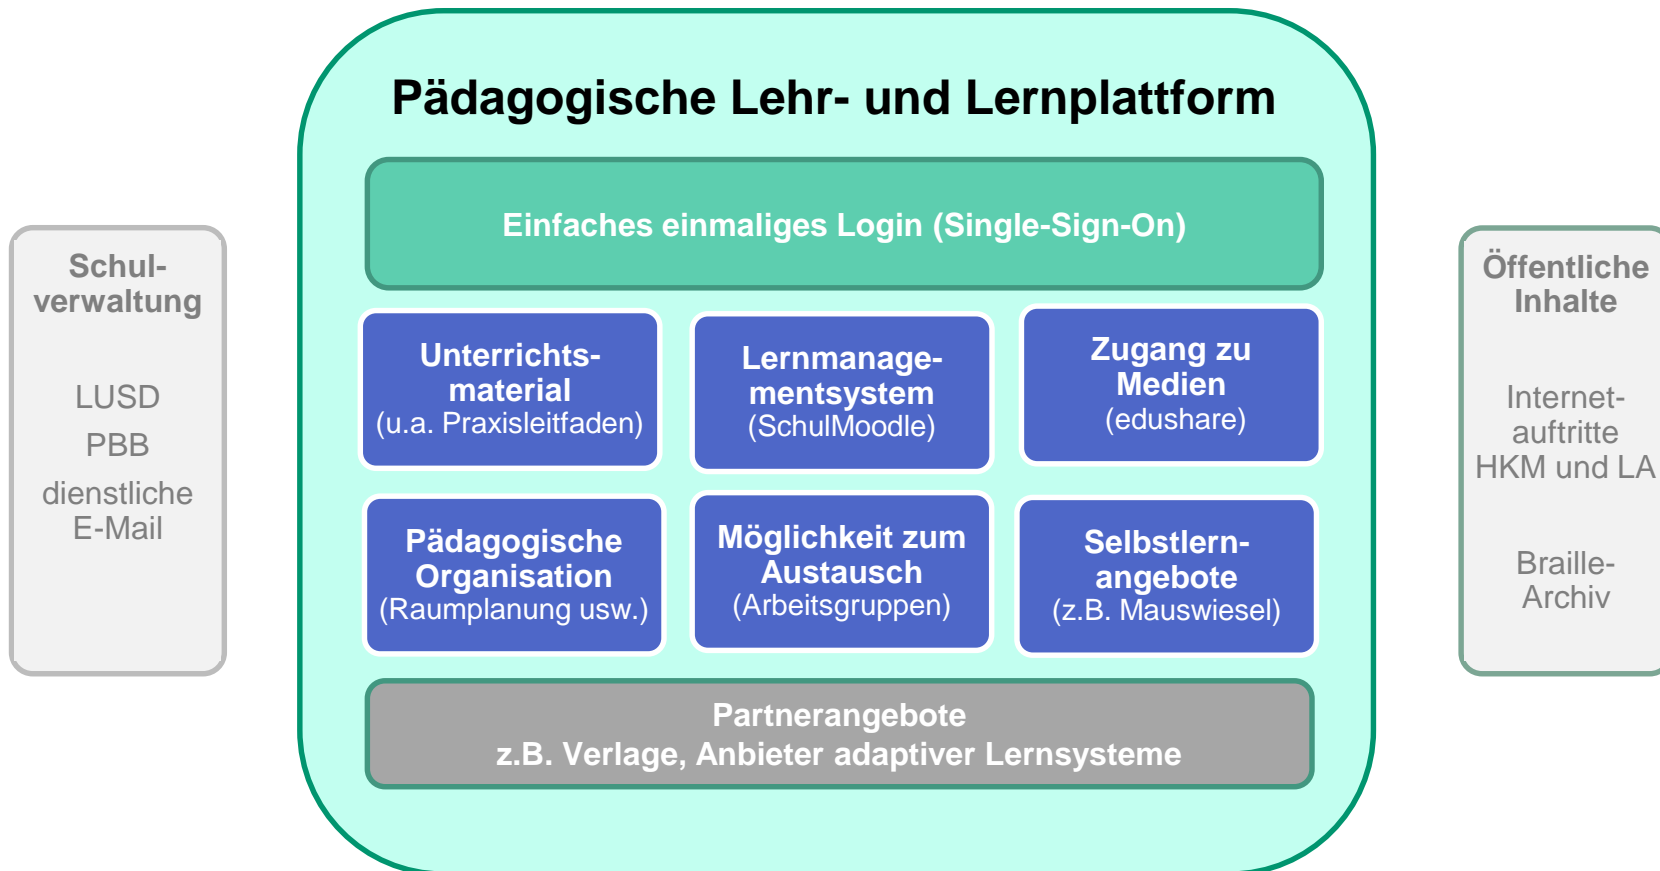 Pädagogische Lehr- und Lernplattform
Einfaches einmaliges Login (Single-Sign-On)
Schul-
verwaltung
LUSD
PBB
dienstliche
E-Mail
Unterrichts-
material
(u.a. Praxisleitfaden)
Lernmanage-
mentsystem
(SchulMoodle)
Zugang zu
Medien
(edushare)
Pädagogische
Organisation
(Raumplanung usw.)
Möglichkeit zum
Austausch
(Arbeitsgruppen)
Selbstlern-
angebote
(z.B. Mauswiesel)
Partnerangebote
z.B. Verlage, Anbieter adaptiver Lernsysteme
Öffentliche
Inhalte
Internet-
auftritte
HKM und LA
Braille-
Archiv